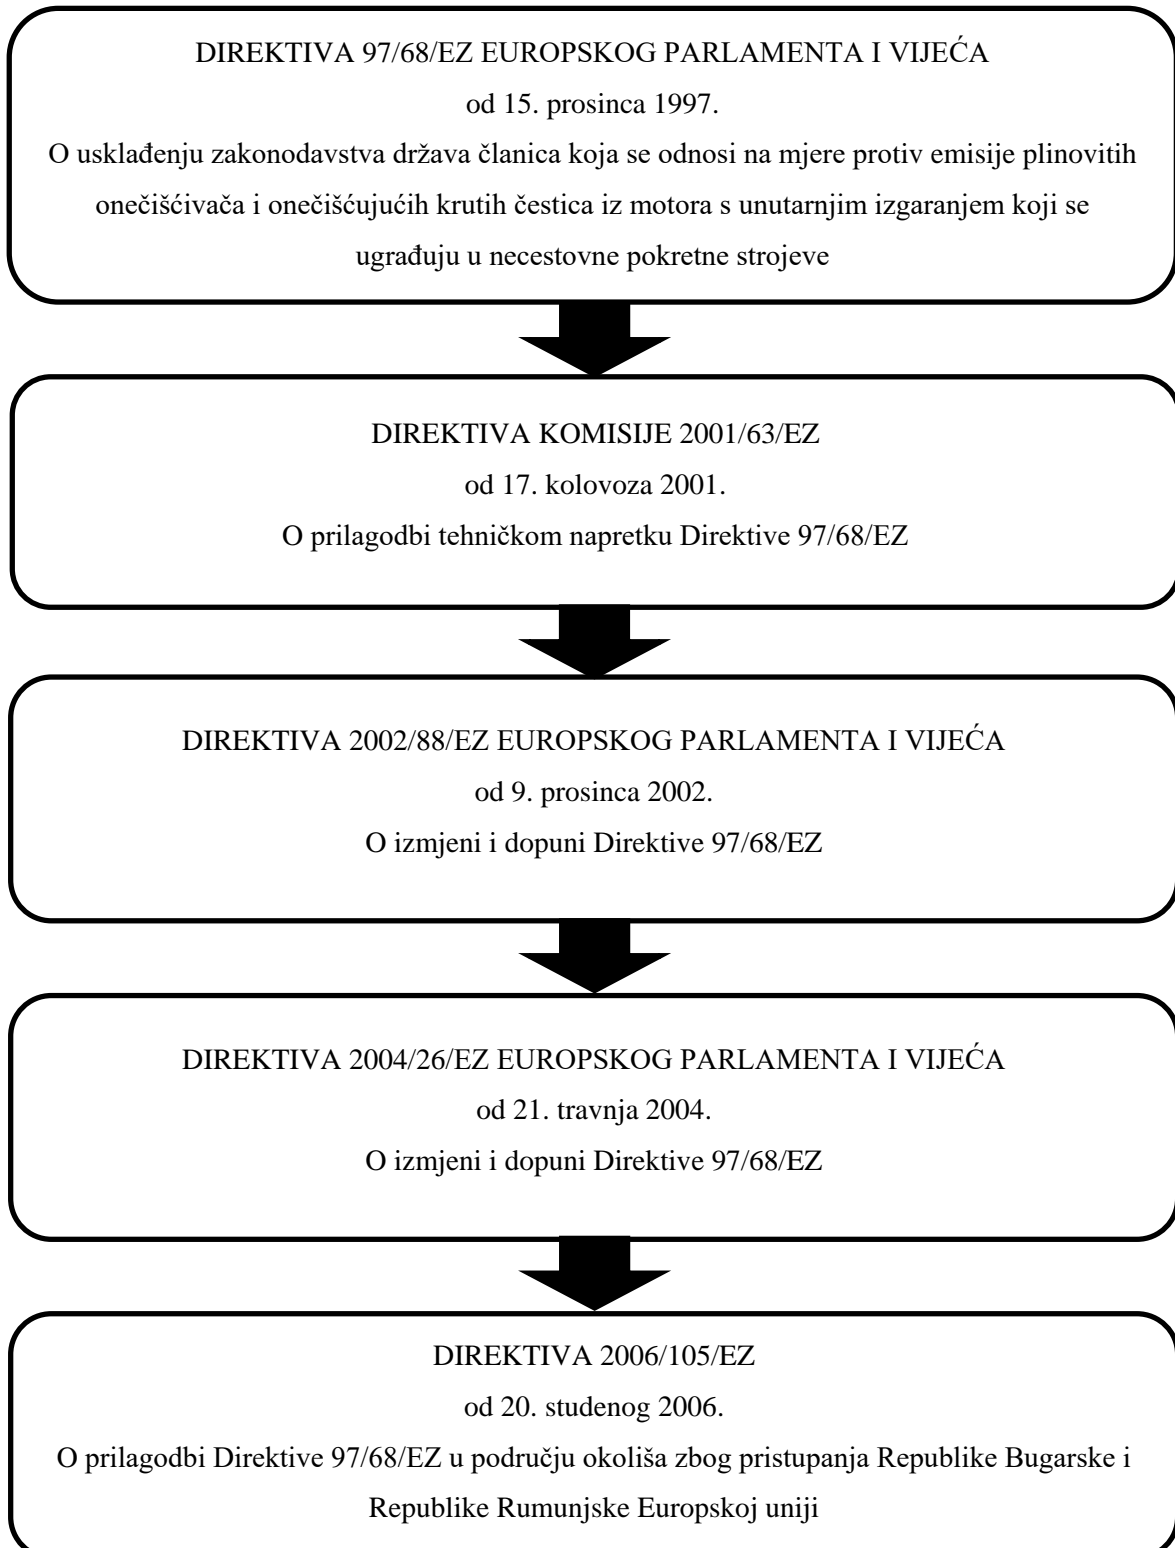 DIREKTIVA 97/68/EZ EUROPSKOG PARLAMENTA I VIJEĆA
od 15. prosinca 1997.
O usklađenju zakonodavstva država članica koja se odnosi na mjere protiv emisije plinovitih
onečišćivača i onečišćujućih krutih čestica iz motora s unutarnjim izgaranjem koji se
ugrađuju u necestovne pokretne strojeve
DIREKTIVA KOMISIJE 2001/63/EZ
od 17. kolovoza 2001.
O prilagodbi tehničkom napretku Direktive 97/68/EZ
DIREKTIVA 2002/88/EZ EUROPSKOG PARLAMENTA I VIJEĆA
od 9. prosinca 2002.
O izmjeni i dopuni Direktive 97/68/EZ
DIREKTIVA 2004/26/EZ EUROPSKOG PARLAMENTA I VIJEĆA
od 21. travnja 2004.
O izmjeni i dopuni Direktive 97/68/EZ
DIREKTIVA 2006/105/EZ
od 20. studenog 2006.
O prilagodbi Direktive 97/68/EZ u području okoliša zbog pristupanja Republike Bugarske i
Republike Rumunjske Europskoj uniji